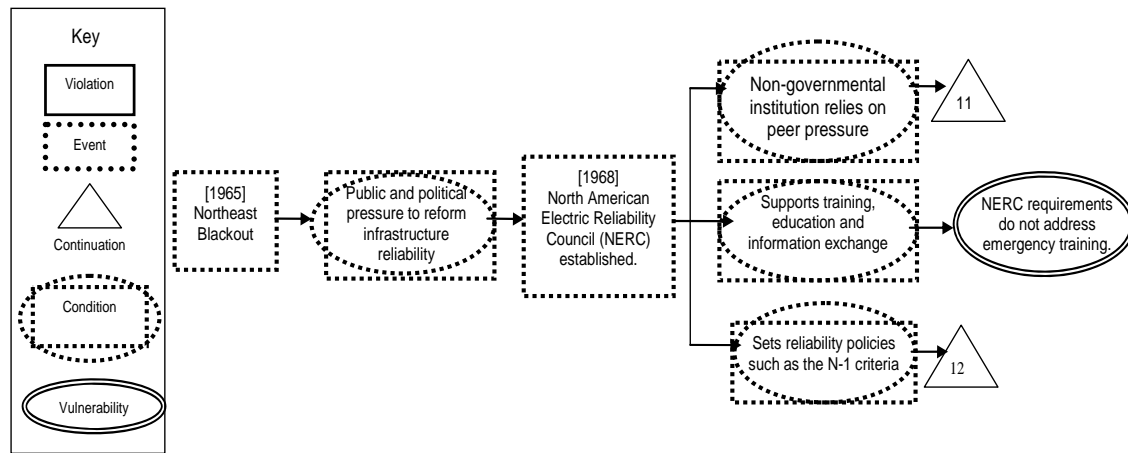 Key
Violation
Event
Continuation
Condition
Vulnerability
[1965]
Northeast
Blackout
Public and political
pressure to reform
infrastructure
reliability
[1968]
North American
Electric Reliability
Council (NERC)
established.
Non-governmental
institution relies on
peer pressure
11
Supports training,
education and
information exchange
NERC requirements
do not address
emergency training.
Sets reliability policies
such as the N-1 criteria
12